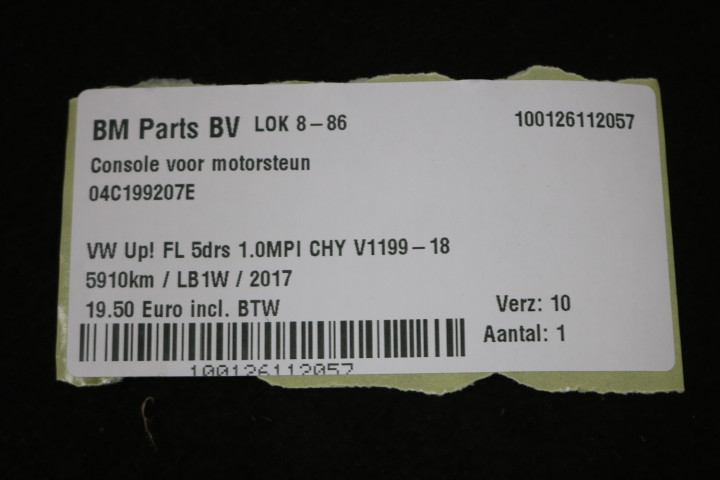 BM Parts BV LOK 8-86 100126112057
Console voor motorsteun
04C199207E
VW Up! FL 5drs 1.0MPI CHY V1199-18
5910km / LB1W / 2017
19.50 Euro incl. BTW Verz: 10
Aantal: 1
100126112057